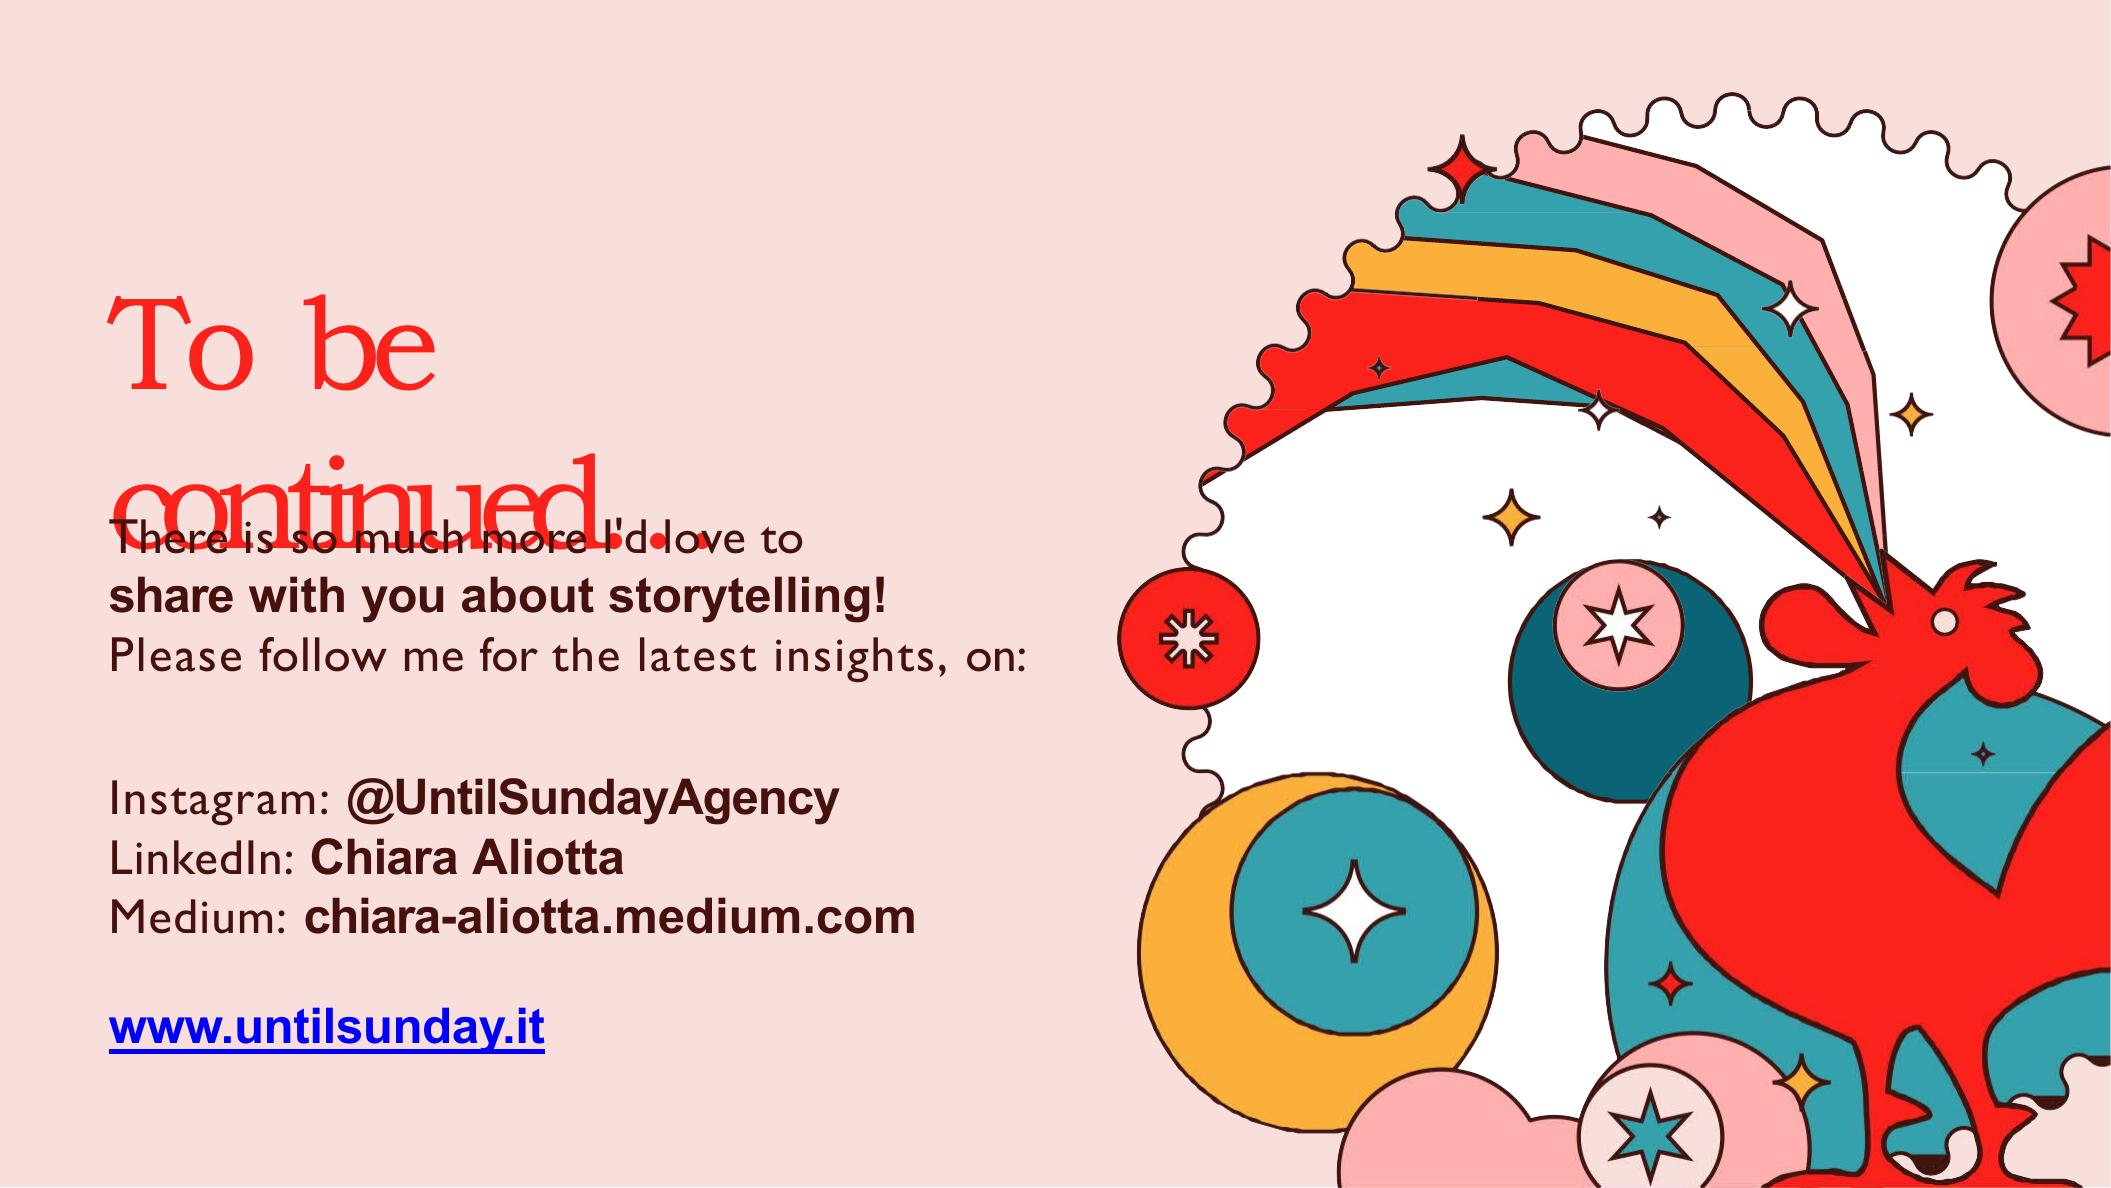 To be
continued...
There is so much more I'd love to
share with you about storytelling!
Please follow me for the latest insights, on:
Instagram: @UntilSundayAgency
LinkedIn: Chiara Aliotta
Medium: chiara-aliotta.medium.com
www.untilsunday.it